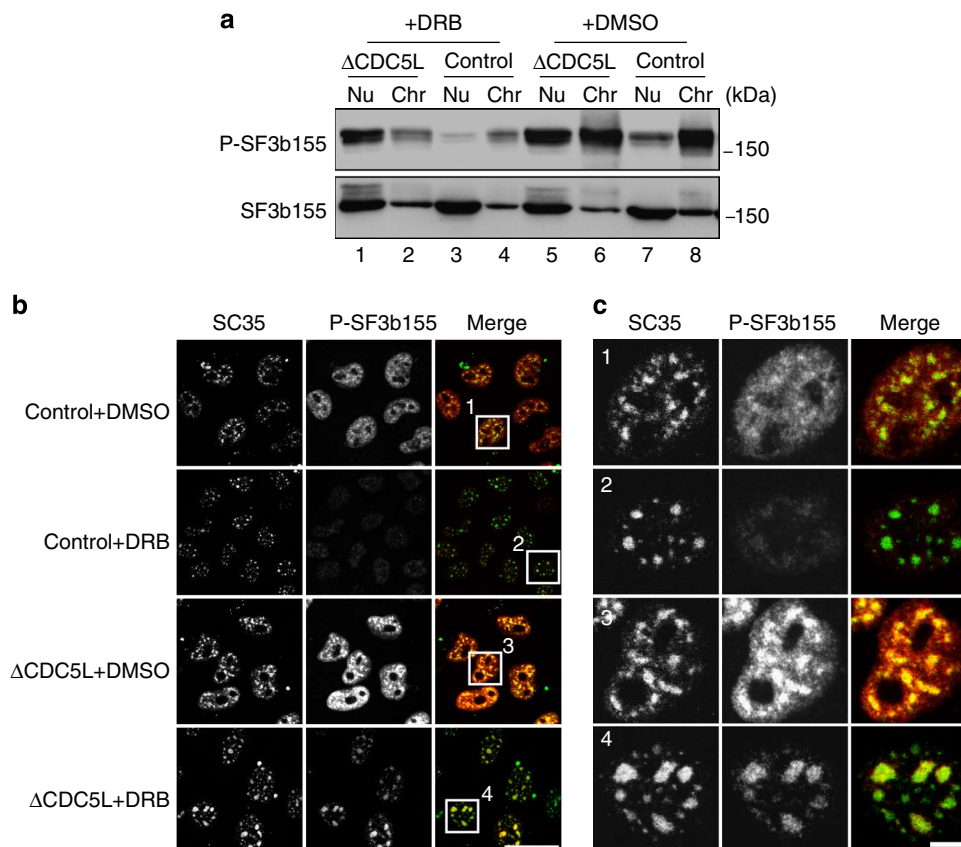 a
+DRB +DMSO
ΔCDC5L Control ΔCDC5L Control
Nu Chr Nu Chr Nu Chr Nu Chr (kDa)
P-SF3b155 –150
SF3b155 –150
1 2 3 4 5 6 7 8
b c
SC35 P-SF3b155 Merge SC35 P-SF3b155 Merge
Control+DMSO 1 1
Control+DRB 2 2
ΔCDC5L+DMSO 3 3
ΔCDC5L+DRB 4 4